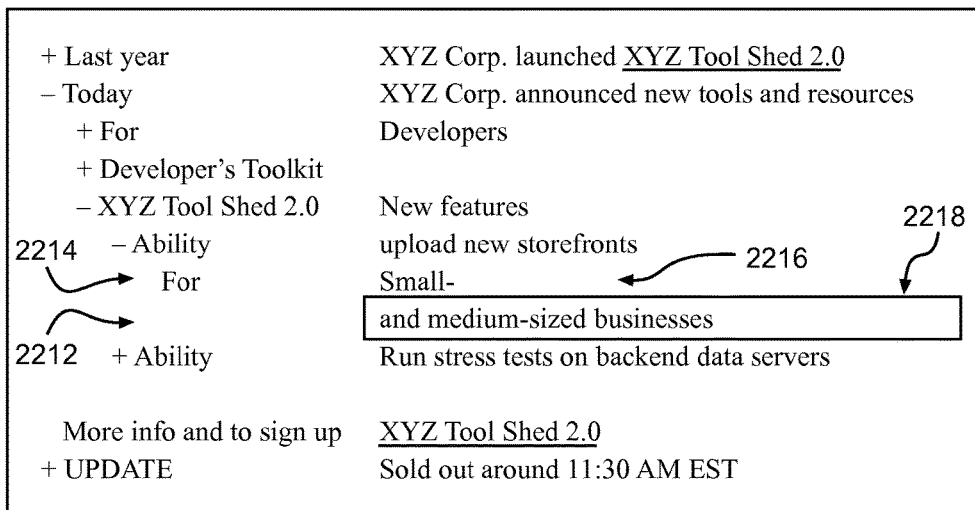 + Last year XYZ Corp. launched XYZ Tool Shed 2.0
– Today XYZ Corp. announced new tools and resources
+ For Developers
+ Developer's Toolkit
– XYZ Tool Shed 2.0 New features
2218
– Ability upload new storefronts
2214
2216
For Small-
and medium-sized businesses
2212
+ Ability Run stress tests on backend data servers
More info and to sign up XYZ Tool Shed 2.0
+ UPDATE Sold out around 11:30 AM EST